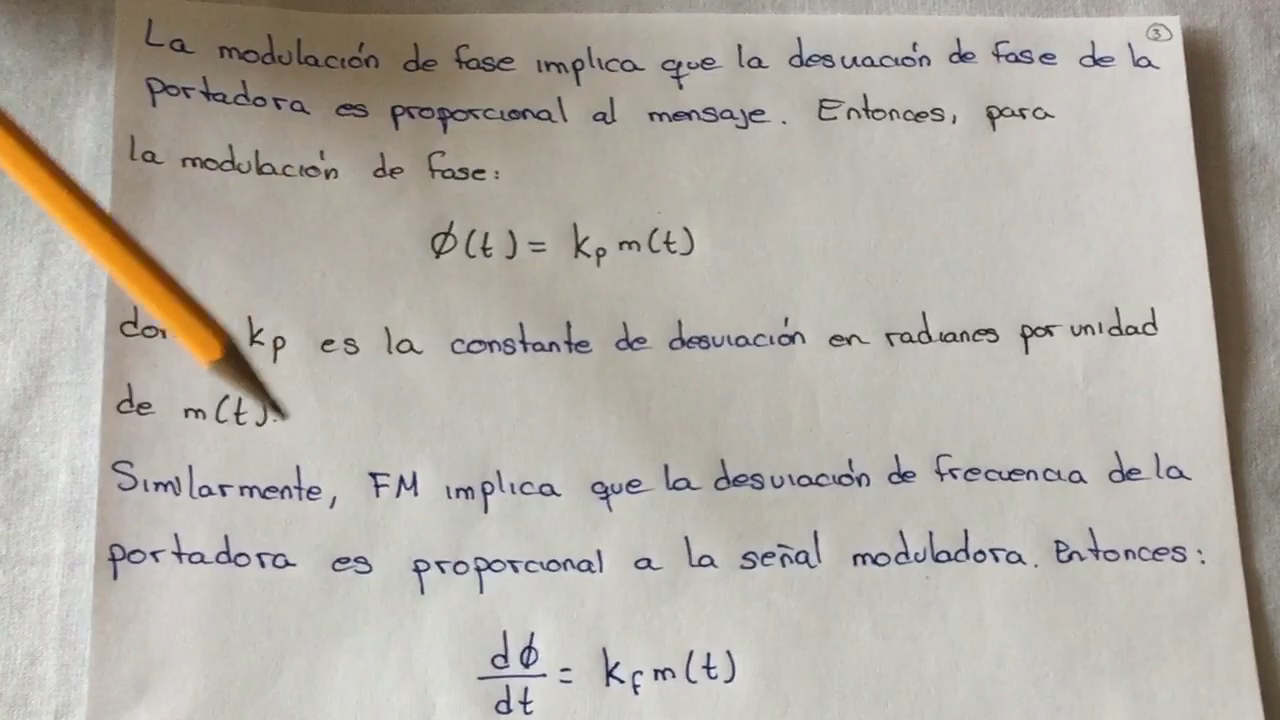 3
La modulación de fase implica que la desviación de fase de la
portadora es proporcional al mensaje. Entonces, para
la modulación de fase:
ϕ(t) = kₚ m(t)
kₚ es la constante de desviación en radianes por unidad
de m(t).
Similarmente, FM implica que la desviación de frecuencia de la
portadora es proporcional a la señal moduladora. Entonces:
dϕ/dt = k_f m(t)